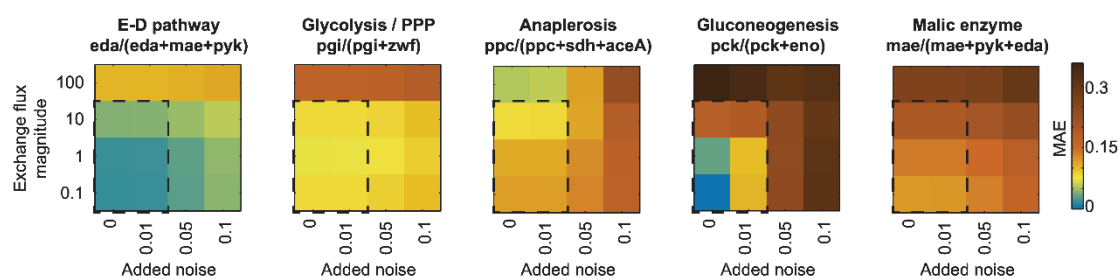 E-D pathway
eda/(eda+mae+pyk)
Glycolysis / PPP
pgi/(pgi+zwf)
Anaplerosis
ppc/(ppc+sdh+aceA)
Gluconeogenesis
pck/(pck+eno)
Malic enzyme
mae/(mae+pyk+eda)
Exchange flux
magnitude
100
10
1
0.1
0
0.01
0.05
0.1
Added noise
0
0.01
0.05
0.1
Added noise
0
0.01
0.05
0.1
Added noise
0
0.01
0.05
0.1
Added noise
0
0.01
0.05
0.1
Added noise
0.3
0.15
0
MAE